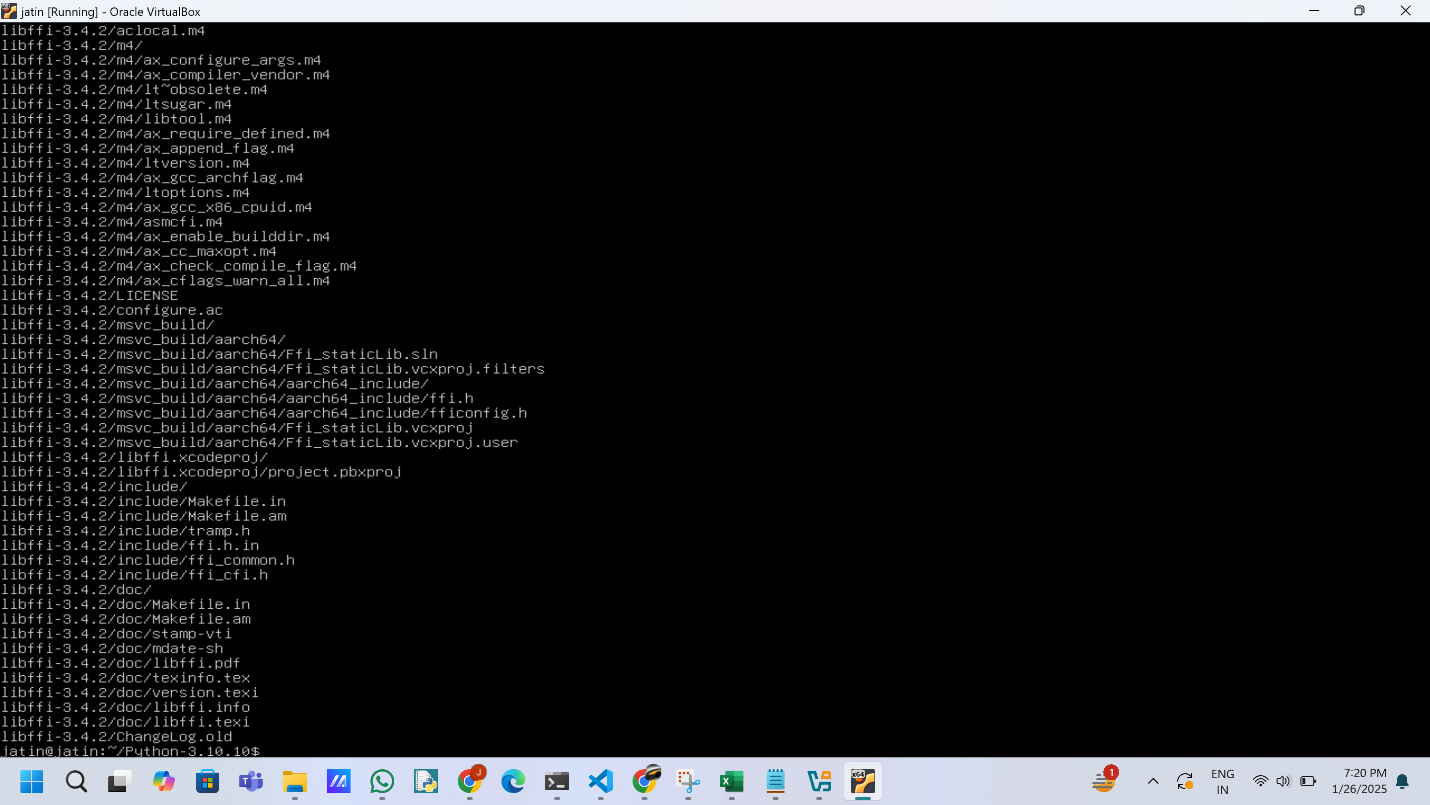 jatin [Running] - Oracle VirtualBox
libffi-3.4.2/aclocal.m4
libffi-3.4.2/m4/
libffi-3.4.2/m4/ax_configure_args.m4
libffi-3.4.2/m4/ax_compiler_vendor.m4
libffi-3.4.2/m4/lt~obsolete.m4
libffi-3.4.2/m4/ltsugar.m4
libffi-3.4.2/m4/libtool.m4
libffi-3.4.2/m4/ax_require_defined.m4
libffi-3.4.2/m4/ax_append_flag.m4
libffi-3.4.2/m4/ltversion.m4
libffi-3.4.2/m4/ax_gcc_archflag.m4
libffi-3.4.2/m4/ltoptions.m4
libffi-3.4.2/m4/ax_gcc_x86_cpuid.m4
libffi-3.4.2/m4/asmcfi.m4
libffi-3.4.2/m4/ax_enable_builddir.m4
libffi-3.4.2/m4/ax_cc_maxopt.m4
libffi-3.4.2/m4/ax_check_compile_flag.m4
libffi-3.4.2/m4/ax_cflags_warn_all.m4
libffi-3.4.2/LICENSE
libffi-3.4.2/configure.ac
libffi-3.4.2/msvc_build/
libffi-3.4.2/msvc_build/aarch64/
libffi-3.4.2/msvc_build/aarch64/Ffi_staticLib.sln
libffi-3.4.2/msvc_build/aarch64/Ffi_staticLib.vcxproj.filters
libffi-3.4.2/msvc_build/aarch64/aarch64_include/
libffi-3.4.2/msvc_build/aarch64/aarch64_include/ffi.h
libffi-3.4.2/msvc_build/aarch64/aarch64_include/fficonfig.h
libffi-3.4.2/msvc_build/aarch64/Ffi_staticLib.vcxproj
libffi-3.4.2/msvc_build/aarch64/Ffi_staticLib.vcxproj.user
libffi-3.4.2/libffi.xcodeproj/
libffi-3.4.2/libffi.xcodeproj/project.pbxproj
libffi-3.4.2/include/
libffi-3.4.2/include/Makefile.in
libffi-3.4.2/include/Makefile.am
libffi-3.4.2/include/tramp.h
libffi-3.4.2/include/ffi.h.in
libffi-3.4.2/include/ffi_common.h
libffi-3.4.2/include/ffi_cfi.h
libffi-3.4.2/doc/
libffi-3.4.2/doc/Makefile.in
libffi-3.4.2/doc/Makefile.am
libffi-3.4.2/doc/stamp-vti
libffi-3.4.2/doc/mdate-sh
libffi-3.4.2/doc/libffi.pdf
libffi-3.4.2/doc/texinfo.tex
libffi-3.4.2/doc/version.texi
libffi-3.4.2/doc/libffi.info
libffi-3.4.2/doc/libffi.texi
libffi-3.4.2/ChangeLog.old
jatin@jatin:~/Python-3.10.10$
J
X64
1
ENG
IN
7:20 PM
1/26/2025